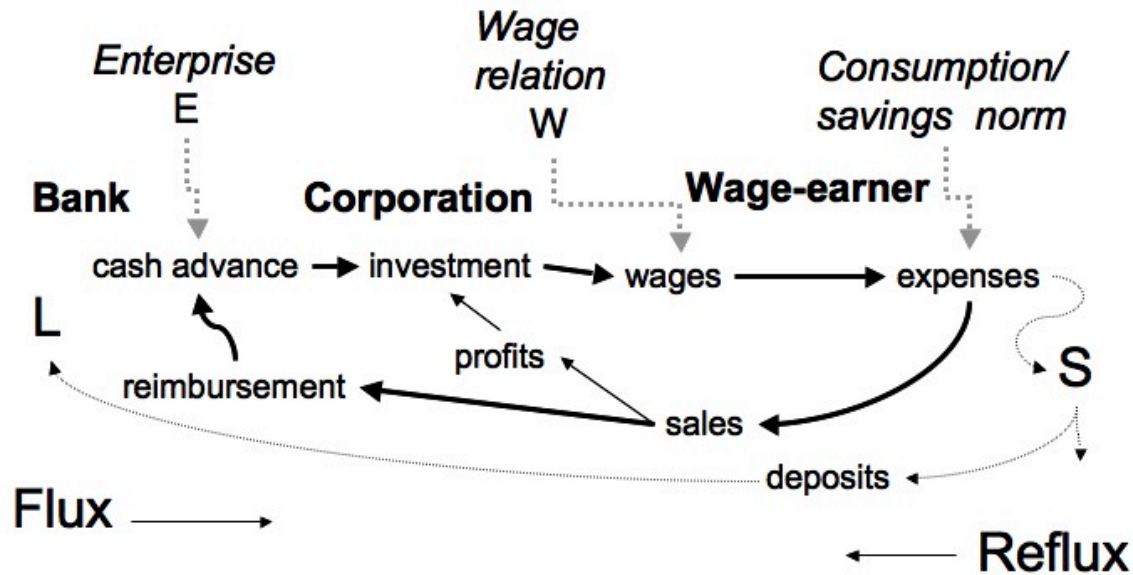 Enterprise
E
Wage
relation
W
Consumption/
savings norm
Bank
Corporation
Wage-earner
cash advance
investment
wages
expenses
L
profits
S
reimbursement
sales
deposits
Flux
Reflux